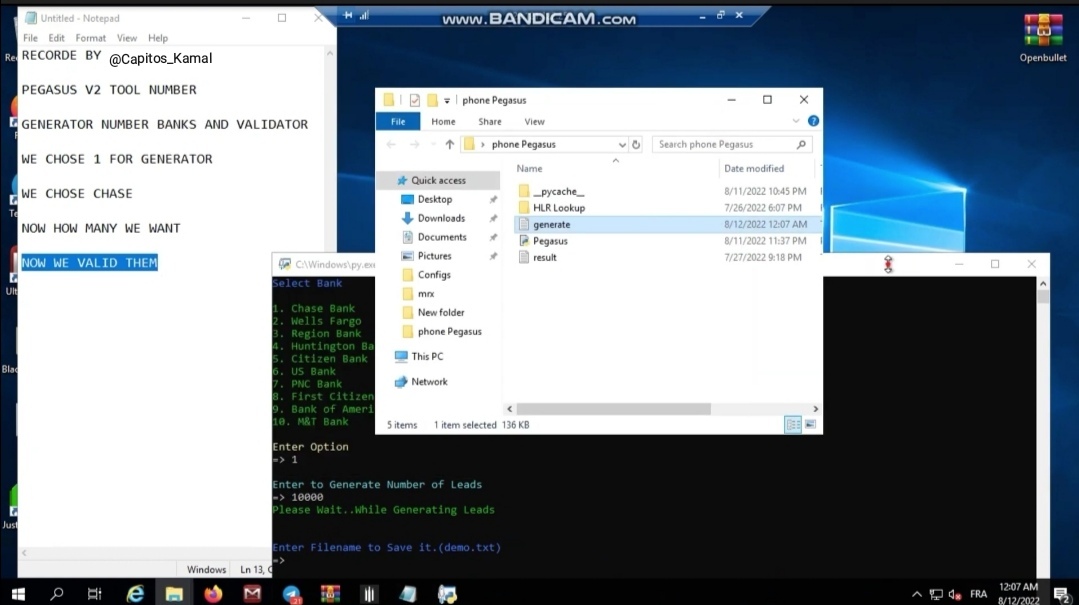 Untitled - Notepad
File Edit Format View Help
RECORDE BY @Capitos_Kamal
PEGASUS V2 TOOL NUMBER
GENERATOR NUMBER BANKS AND VALIDATOR
WE CHOSE 1 FOR GENERATOR
WE CHOSE CHASE
NOW HOW MANY WE WANT
NOW WE VALID THEM
Windows Ln 13, C
www.BANDICAM.com
Openbullet
phone Pegasus
File Home Share View
phone Pegasus
Search phone Pegasus
Quick access
Desktop
Downloads
Documents
Pictures
Configs
mrx
New folder
phone Pegasus
This PC
Network
Name Date modified
__pycache__ 8/11/2022 10:45 PM
HLR Lookup 7/26/2022 6:07 PM
generate 8/12/2022 12:07 AM
Pegasus 8/11/2022 11:37 PM
result 7/27/2022 9:18 PM
5 items 1 item selected 136 KB
C:\Windows\py.exe
Select Bank
1. Chase Bank
2. Wells Fargo
3. Region Bank
4. Huntington Ba
5. Citizen Bank
6. US Bank
7. PNC Bank
8. First Citizen
9. Bank of Ameri
10. M&T Bank
Enter Option
=> 1
Enter to Generate Number of Leads
=> 10000
Please Wait..While Generating Leads
Enter Filename to Save it.(demo.txt)
=>
FRA
12:07 AM
8/12/2022